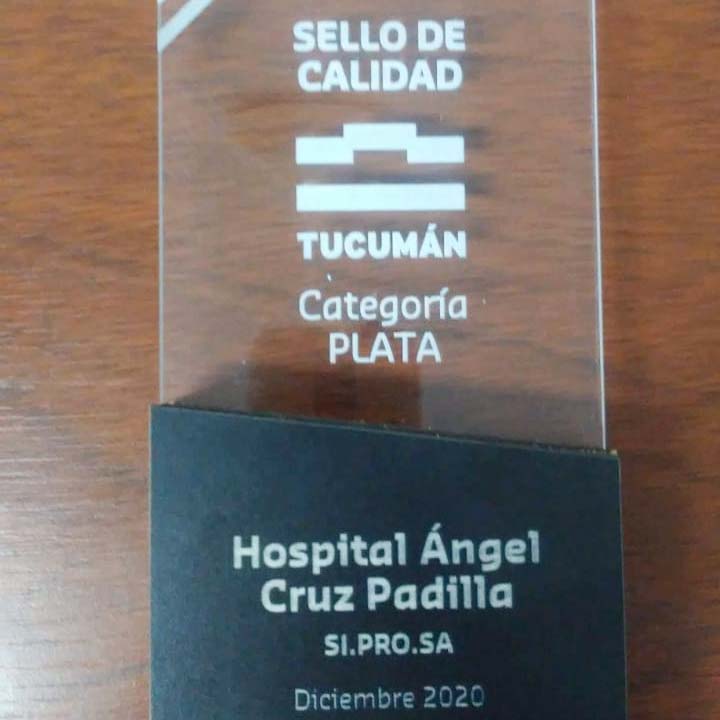 SELLO DE
CALIDAD
TUCUMÁN
Categoría
PLATA
Hospital Ángel
Cruz Padilla
SI.PRO.SA
Diciembre 2020